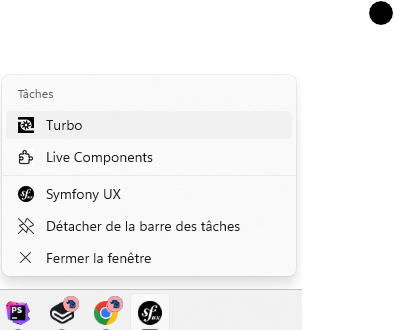 Tâches
Turbo
Live Components
Symfony UX
Détacher de la barre des tâches
Fermer la fenêtre
PS